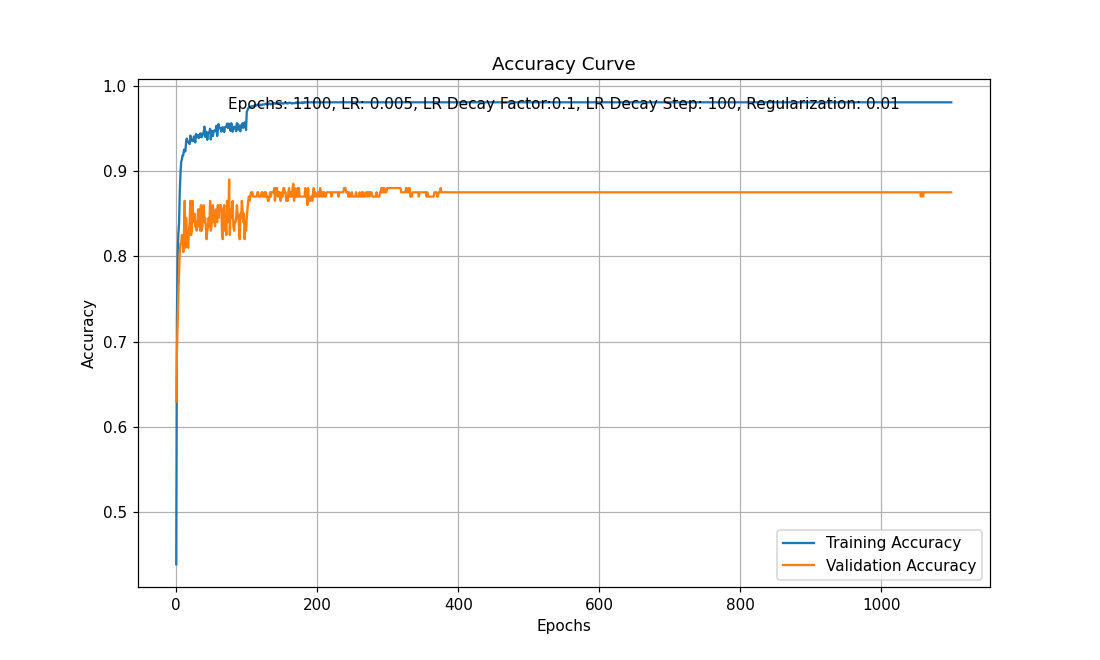 Accuracy Curve
Epochs: 1100, LR: 0.005, LR Decay Factor:0.1, LR Decay Step: 100, Regularization: 0.01
1.0
0.9
0.8
0.7
0.6
0.5
Accuracy
Training Accuracy
Validation Accuracy
0 200 400 600 800 1000
Epochs